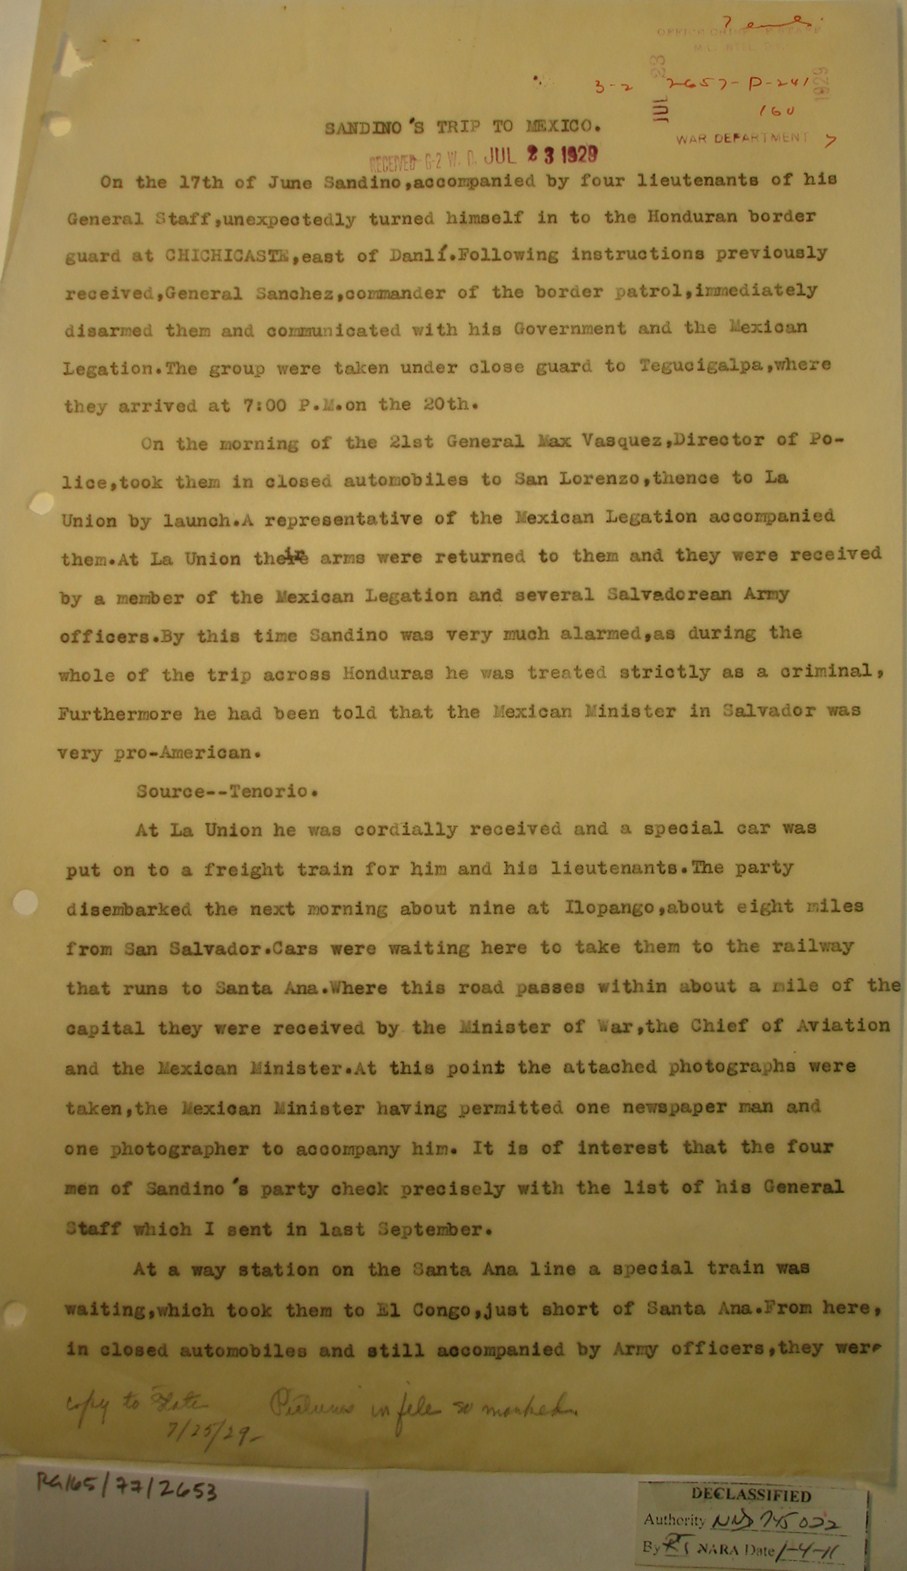 OFFICE CHIEF OF STAFF
3-2 2657-P-241
160
JUL 23 1929
WAR DEPARTMENT
SANDINO'S TRIP TO MEXICO.
RECEIVED G-2 W.D. JUL 23 1929
On the 17th of June Sandino,accompanied by four lieutenants of his
General Staff,unexpectedly turned himself in to the Honduran border
guard at CHICHICASTE,east of Danlí.Following instructions previously
received,General Sanchez,commander of the border patrol,immediately
disarmed them and communicated with his Government and the Mexican
Legation.The group were taken under close guard to Tegucigalpa,where
they arrived at 7:00 P.M.on the 20th.
On the morning of the 21st General Max Vasquez,Director of Po-
lice,took them in closed automobiles to San Lorenzo,thence to La
Union by launch.A representative of the Mexican Legation accompanied
them.At La Union their arms were returned to them and they were received
by a member of the Mexican Legation and several Salvadorean Army
officers.By this time Sandino was very much alarmed,as during the
whole of the trip across Honduras he was treated strictly as a criminal,
Furthermore he had been told that the Mexican Minister in Salvador was
very pro-American.
Source--Tenorio.
At La Union he was cordially received and a special car was
put on to a freight train for him and his lieutenants.The party
disembarked the next morning about nine at Ilopango,about eight miles
from San Salvador.Cars were waiting here to take them to the railway
that runs to Santa Ana.Where this road passes within about a mile of the
capital they were received by the Minister of War,the Chief of Aviation
and the Mexican Minister.At this point the attached photographs were
taken,the Mexican Minister having permitted one newspaper man and
one photographer to accompany him. It is of interest that the four
men of Sandino's party check precisely with the list of his General
Staff which I sent in last September.
At a way station on the Santa Ana line a special train was
waiting,which took them to El Congo,just short of Santa Ana.From here,
in closed automobiles and still accompanied by Army officers,they were
copy to State Pictures in file so marked.
7/25/29-
RG165/77/2653
DECLASSIFIED
Authority NND 745022
By NARA Date 1-4-11